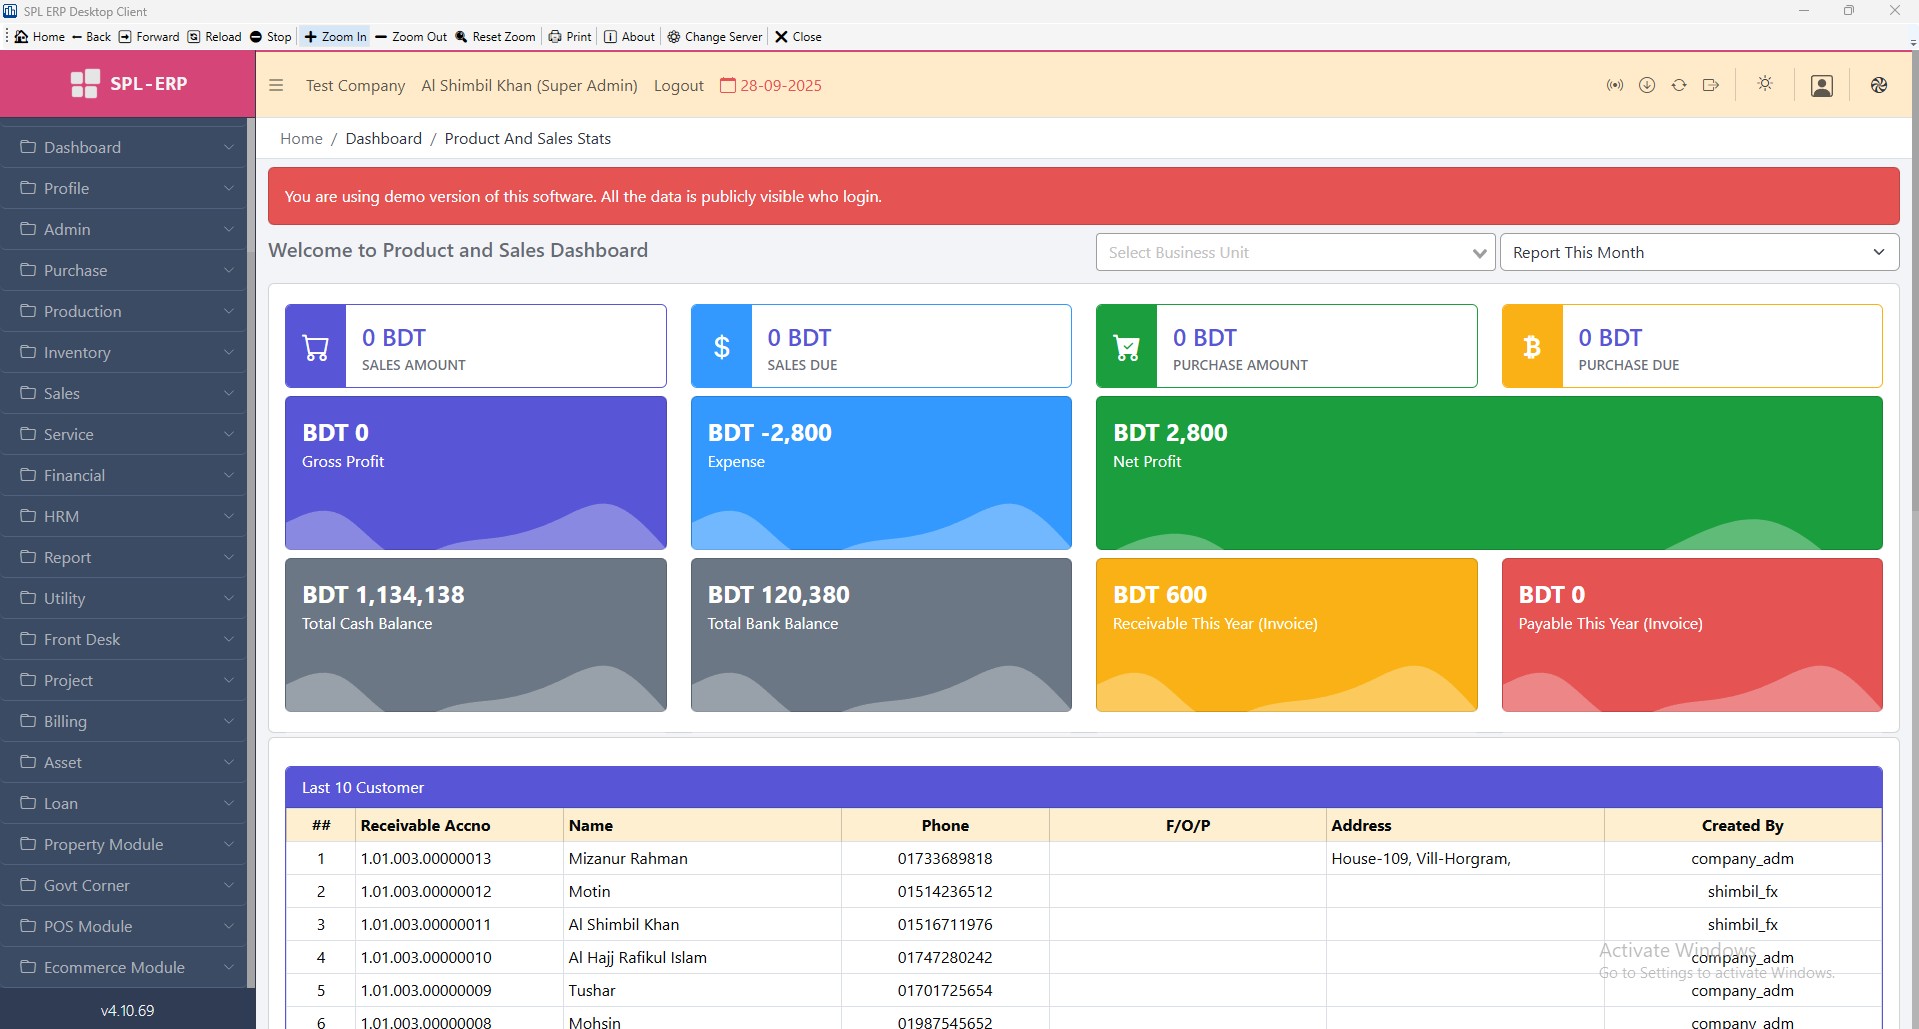 SPL ERP Desktop Client
Home Back Forward Reload Stop Zoom In Zoom Out Reset Zoom Print About Change Server Close
SPL-ERP
Test Company Al Shimbil Khan (Super Admin) Logout 28-09-2025
Home / Dashboard / Product And Sales Stats
Dashboard
Profile
Admin
Purchase
Production
Inventory
Sales
Service
Financial
HRM
Report
Utility
Front Desk
Project
Billing
Asset
Loan
Property Module
Govt Corner
POS Module
Ecommerce Module
v4.10.69
You are using demo version of this software. All the data is publicly visible who login.
Welcome to Product and Sales Dashboard
Select Business Unit
Report This Month
0 BDT
SALES AMOUNT
0 BDT
SALES DUE
0 BDT
PURCHASE AMOUNT
0 BDT
PURCHASE DUE
BDT 0
Gross Profit
BDT -2,800
Expense
BDT 2,800
Net Profit
BDT 1,134,138
Total Cash Balance
BDT 120,380
Total Bank Balance
BDT 600
Receivable This Year (Invoice)
BDT 0
Payable This Year (Invoice)
Last 10 Customer
## Receivable Accno Name Phone F/O/P Address Created By
1 1.01.003.00000013 Mizanur Rahman 01733689818 House-109, Vill-Horgram, company_adm
2 1.01.003.00000012 Motin 01514236512 shimbil_fx
3 1.01.003.00000011 Al Shimbil Khan 01516711976 shimbil_fx
4 1.01.003.00000010 Al Hajj Rafikul Islam 01747280242 company_adm
5 1.01.003.00000009 Tushar 01701725654 company_adm
6 1.01.003.00000008 Mohsin 01987545652 company_adm
Activate Windows
Go to Settings to activate Windows.